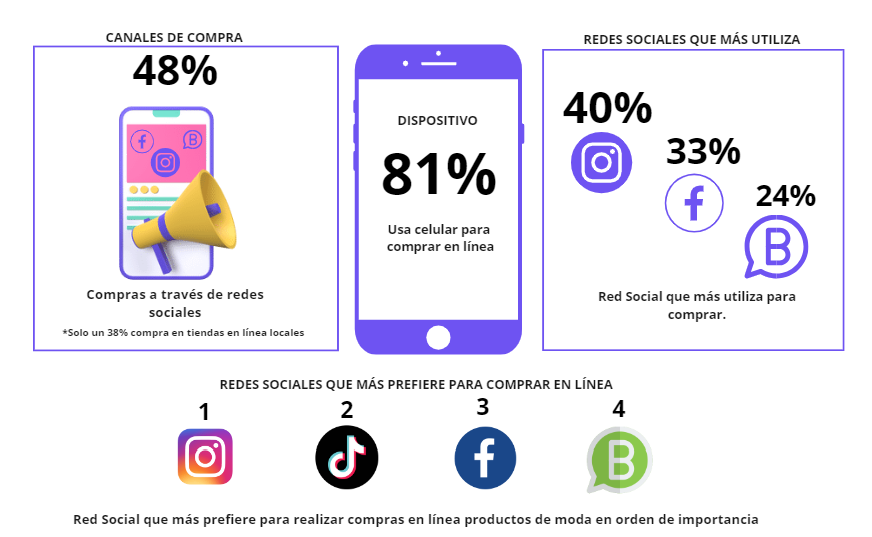 CANALES DE COMPRA
48%
B
Compras a través de redes
sociales
*Solo un 38% compra en tiendas en línea locales
DISPOSITIVO
81%
Usa celular para
comprar en línea
REDES SOCIALES QUE MÁS UTILIZA
40%
33%
24%
B
Red Social que más utiliza para
comprar.
REDES SOCIALES QUE MÁS PREFIERE PARA COMPRAR EN LÍNEA
1 2 3 4
B
Red Social que más prefiere para realizar compras en línea productos de moda en orden de importancia